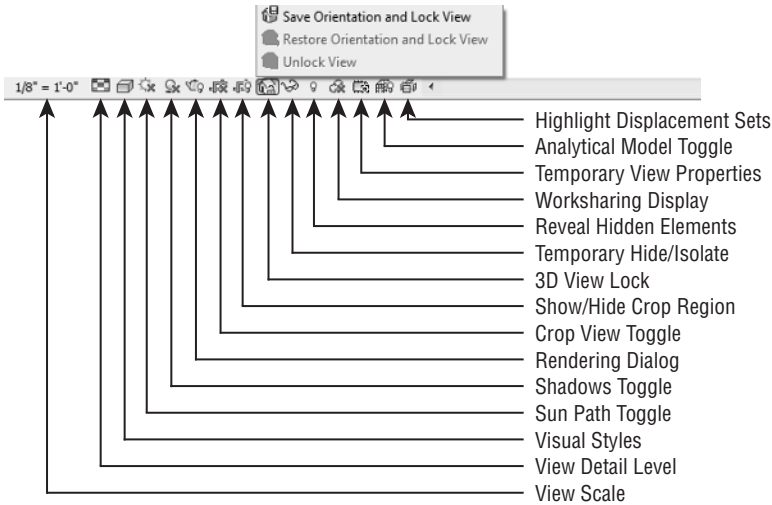 Save Orientation and Lock View
Restore Orientation and Lock View
Unlock View
1/8" = 1'-0"
Highlight Displacement Sets
Analytical Model Toggle
Temporary View Properties
Worksharing Display
Reveal Hidden Elements
Temporary Hide/Isolate
3D View Lock
Show/Hide Crop Region
Crop View Toggle
Rendering Dialog
Shadows Toggle
Sun Path Toggle
Visual Styles
View Detail Level
View Scale